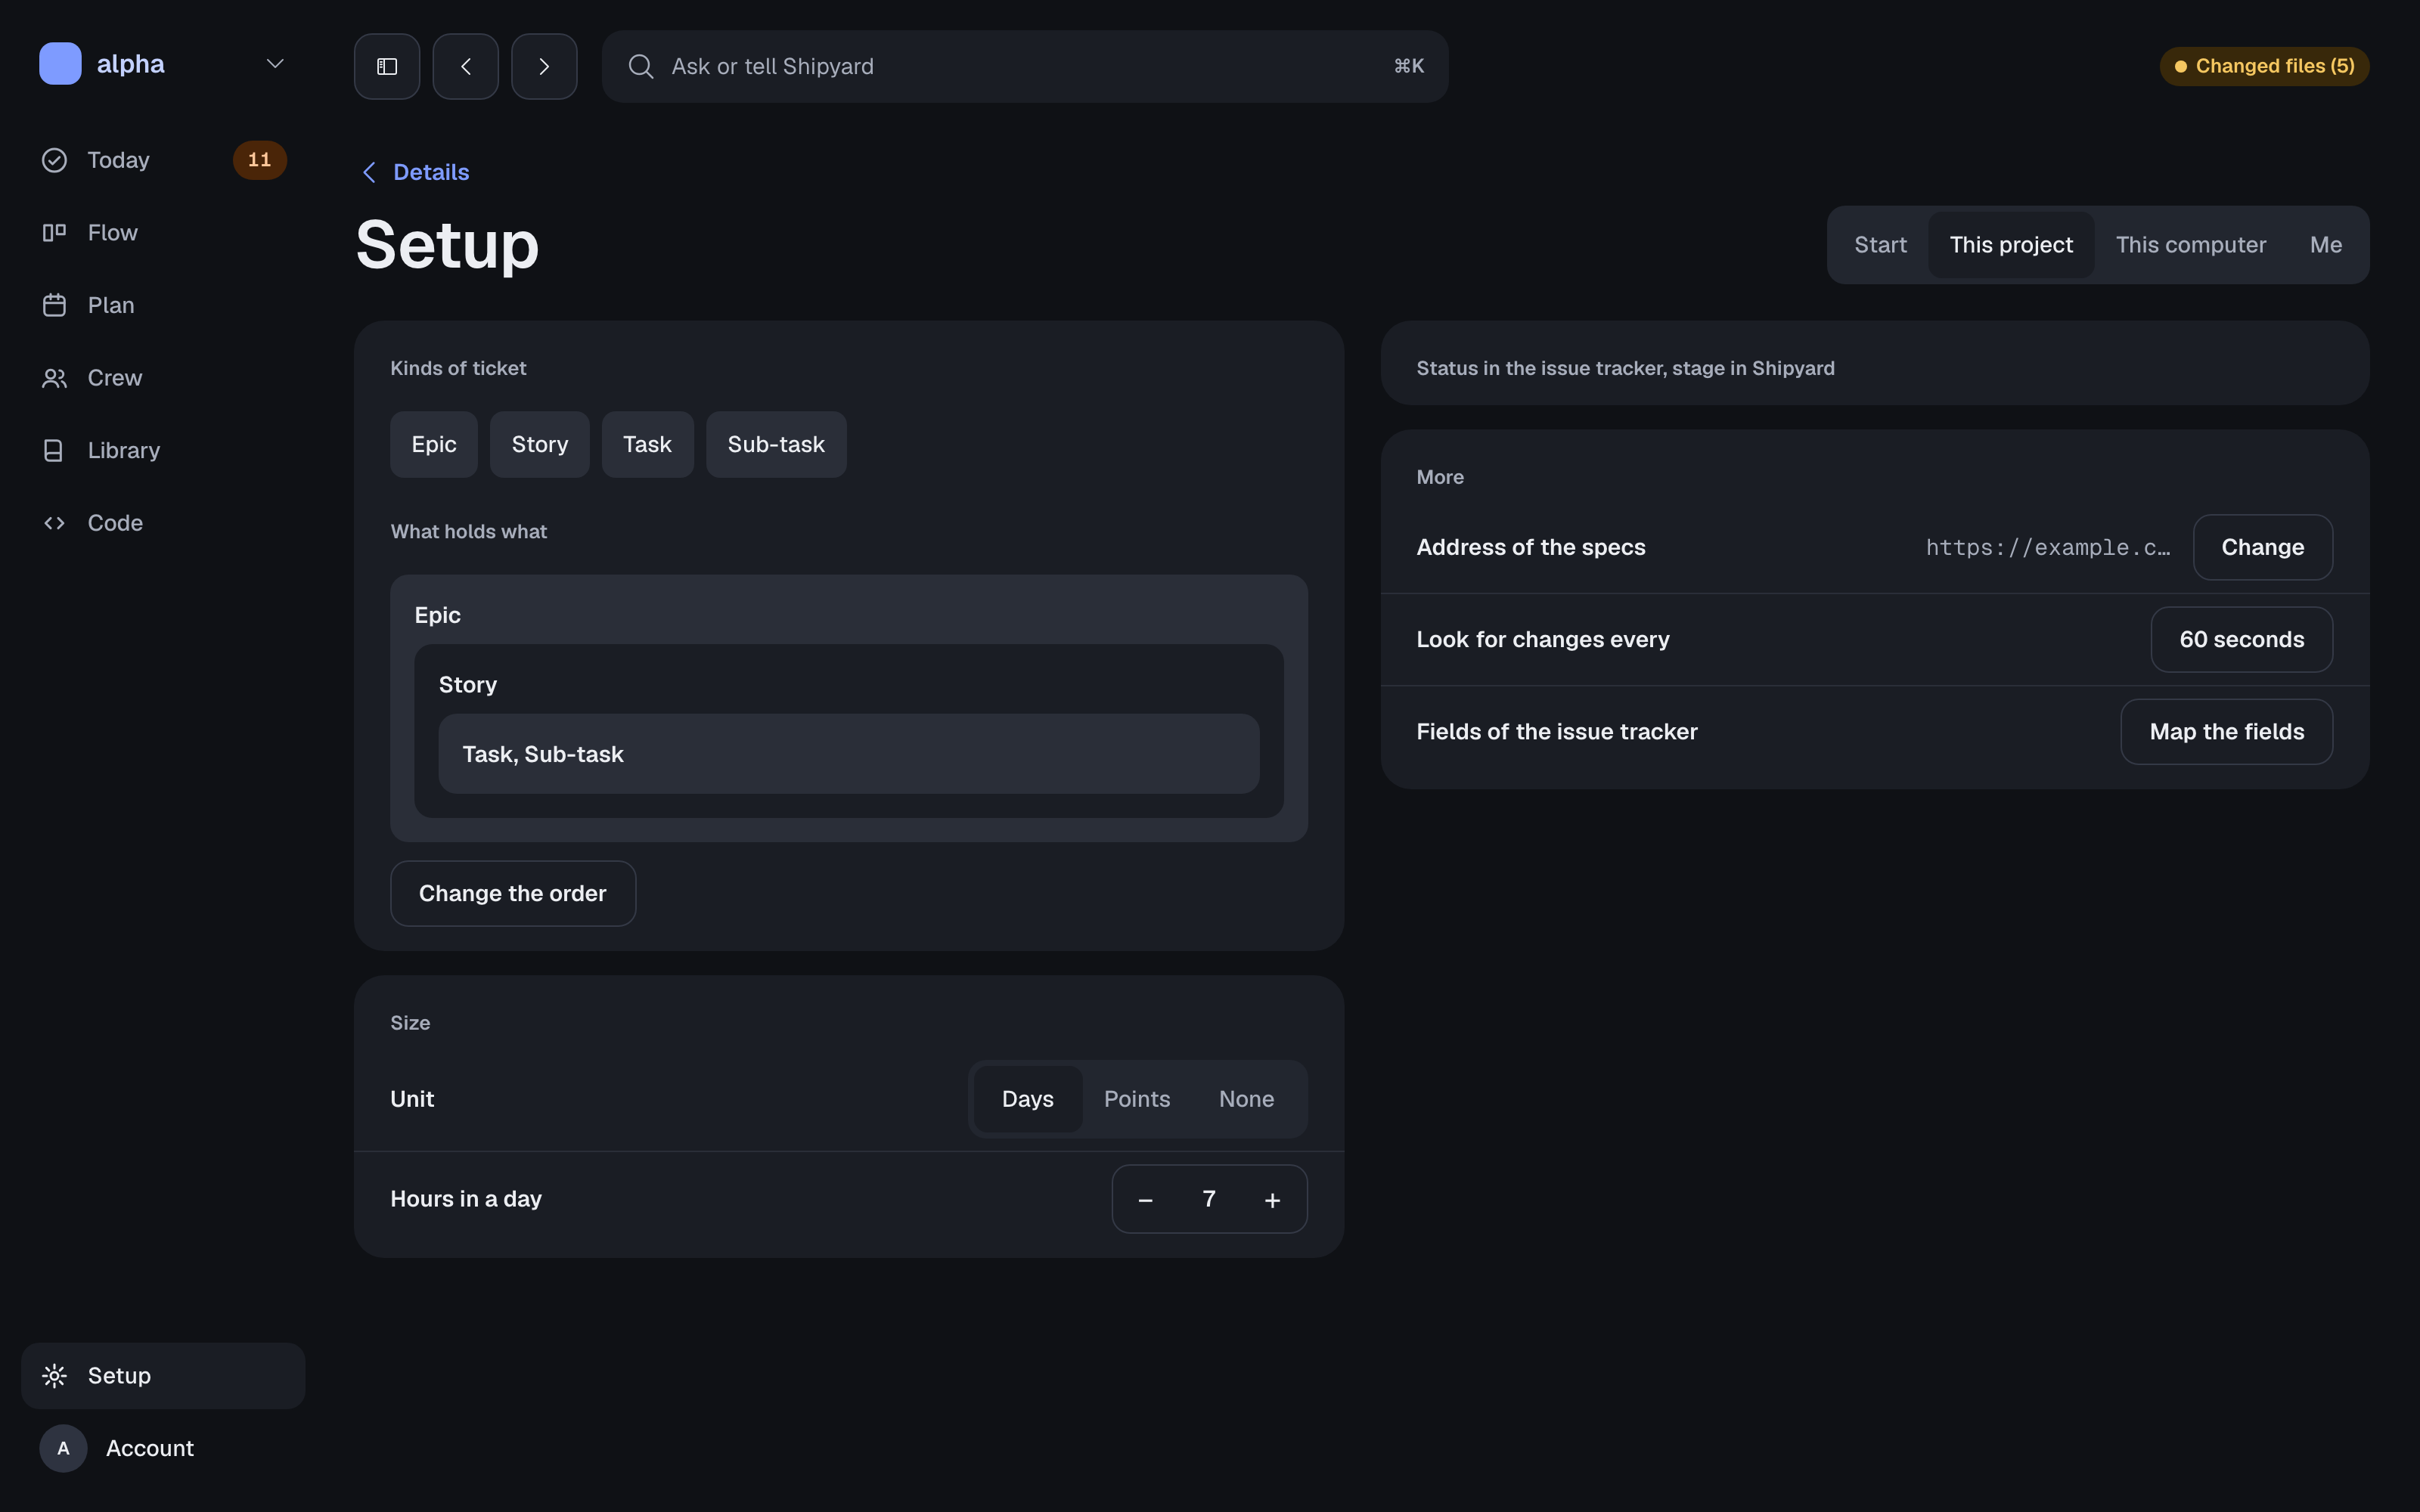 alpha
Ask or tell Shipyard
⌘K
Changed files (5)
Today
11
Flow
Plan
Crew
Library
Code
Details
Setup
Start
This project
This computer
Me
Kinds of ticket
Epic
Story
Task
Sub-task
What holds what
Epic
Story
Task, Sub-task
Change the order
Size
Unit
Days
Points
None
Hours in a day
−
7
+
Status in the issue tracker, stage in Shipyard
More
Address of the specs
https://example.c…
Change
Look for changes every
60 seconds
Fields of the issue tracker
Map the fields
Setup
A
Account